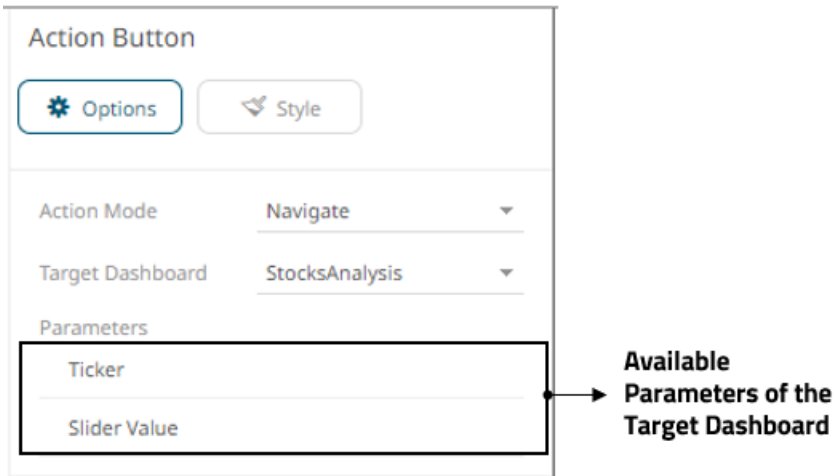 Action Button
Options
Style
Action Mode
Navigate
Target Dashboard
StocksAnalysis
Parameters
Ticker
Slider Value
Available
Parameters of the
Target Dashboard